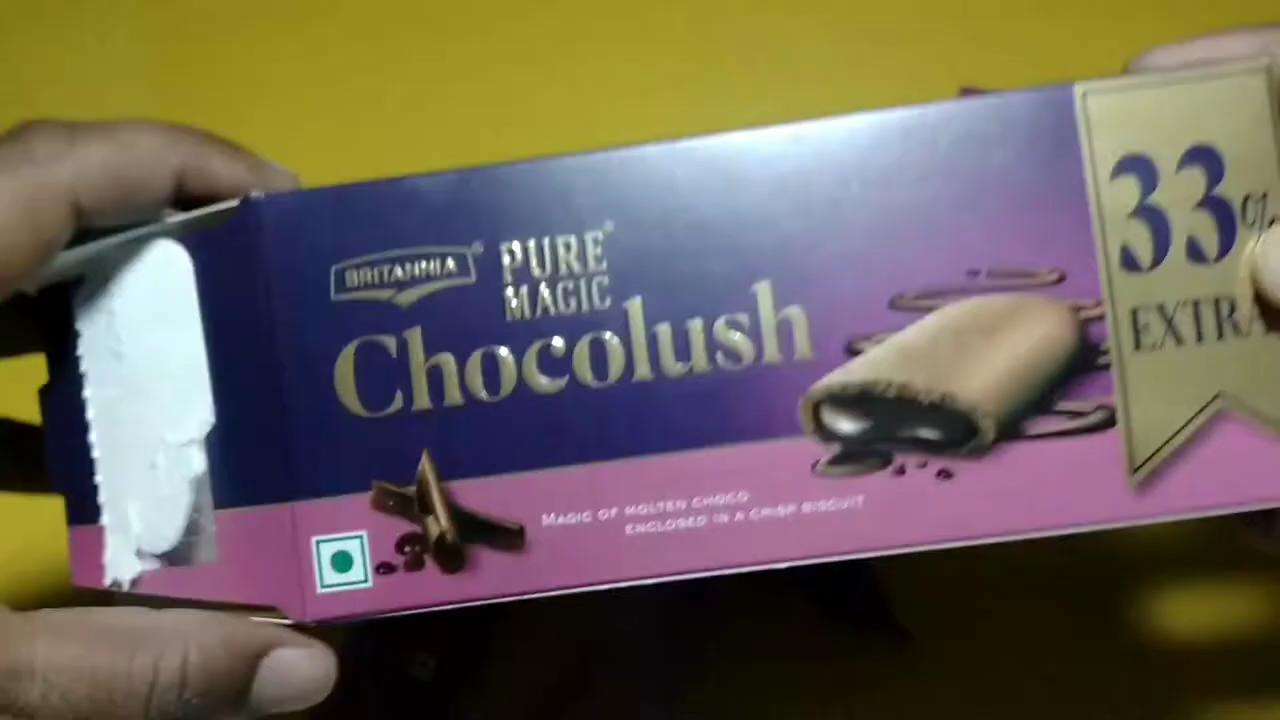 BRITANNIA
PURE
MAGIC
Chocolush
33%
EXTRA
MAGIC OF MOLTEN CHOCO
ENCLOSED IN A CRISP BISCUIT